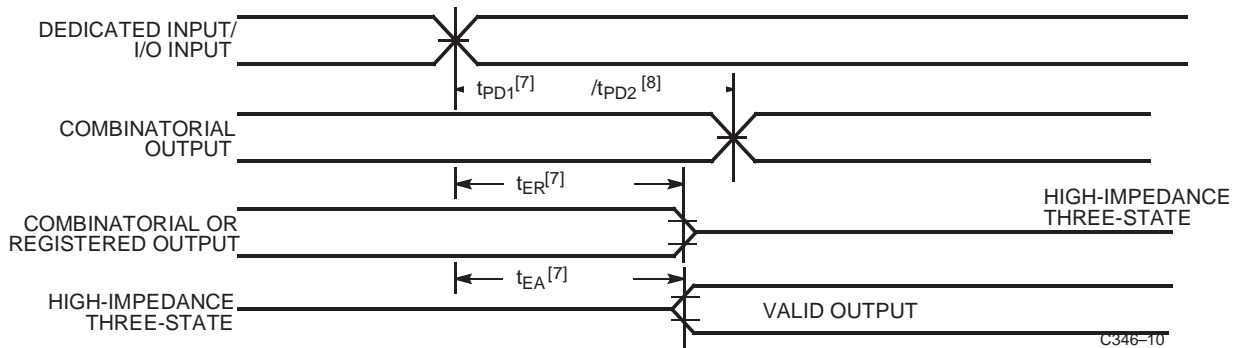 DEDICATED INPUT/
I/O INPUT
tPD1[7] /tPD2 [8]
COMBINATORIAL
OUTPUT
tER[7]
HIGH-IMPEDANCE
THREE-STATE
COMBINATORIAL OR
REGISTERED OUTPUT
tEA[7]
HIGH-IMPEDANCE
THREE-STATE
VALID OUTPUT
C346–10